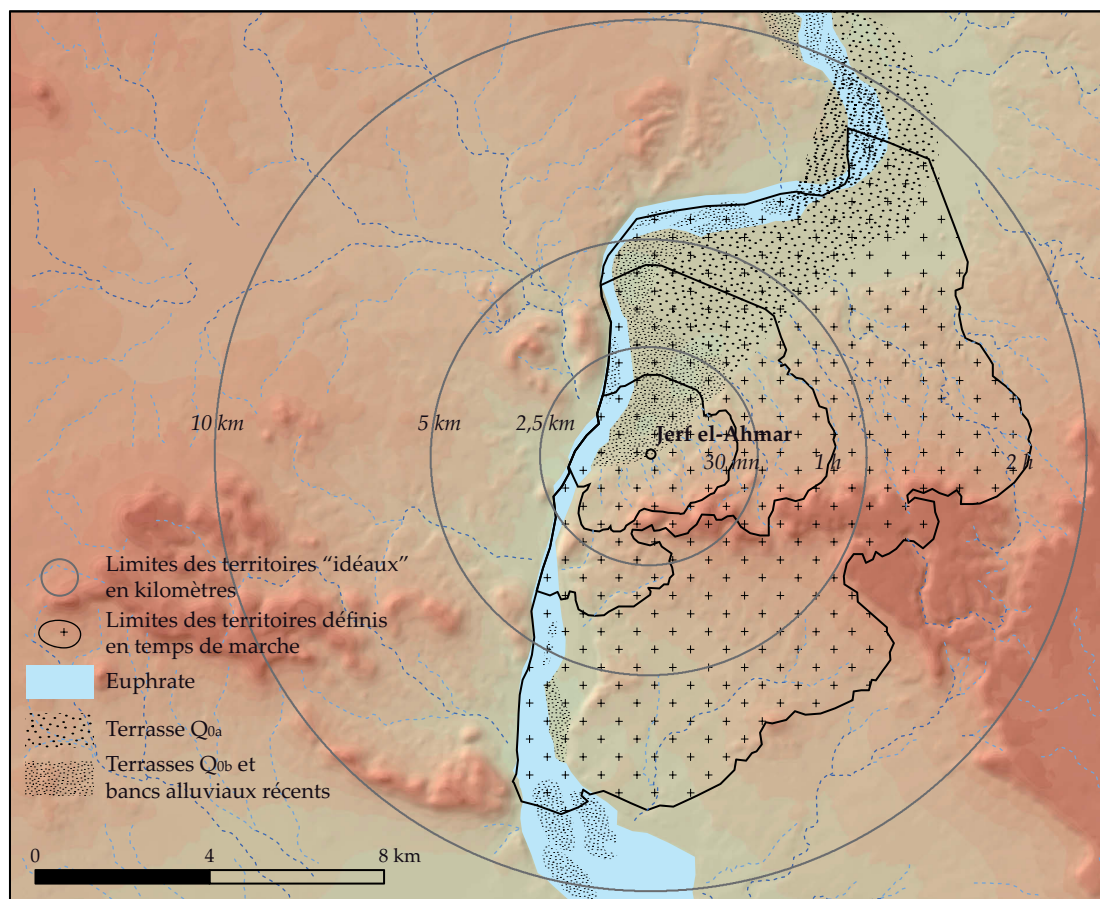 10 km
5 km
2,5 km
Jerf el-Ahmar
30 mn
1 h
2 h
Limites des territoires “idéaux”
en kilomètres
Limites des territoires définis
en temps de marche
Euphrate
Terrasse Q0a
Terrasses Q0b et
bancs alluviaux récents
0 4 8 km